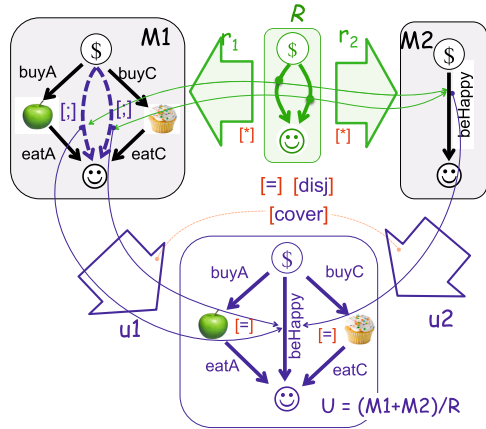 M1
$
buyA
buyC
[;]
[;]
eatA
eatC
r1
R
$
r2
[*]
[*]
M2
$
beHappy
[=] [disj]
[cover]
u1
u2
$
buyA
buyC
[=]
beHappy
[=]
eatA
eatC
U = (M1+M2)/R